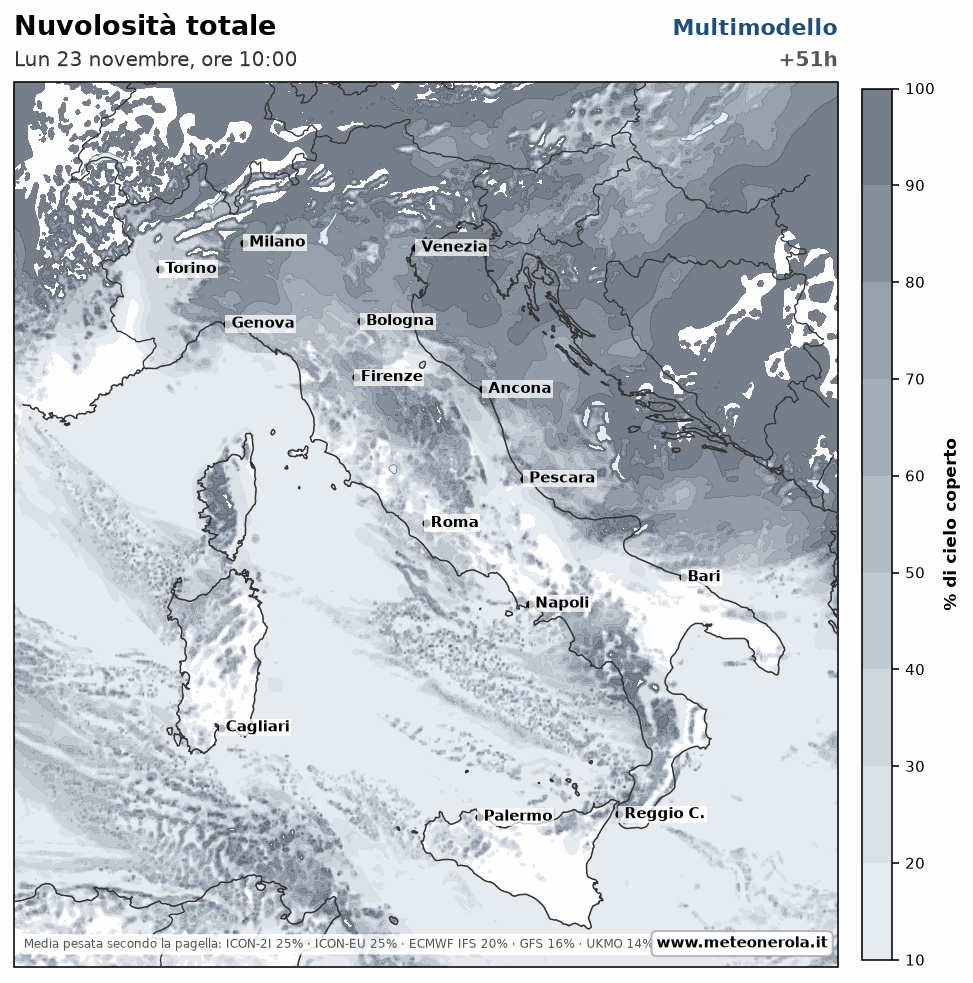 Nuvolosità totale
Multimodello
Lun 23 novembre, ore 10:00
+51h
100
90
80
70
60
50
40
30
20
10
% di cielo coperto
Milano
Venezia
Torino
Genova
Bologna
Firenze
Ancona
Pescara
Roma
Bari
Napoli
Cagliari
Palermo
Reggio C.
Media pesata secondo la pagella: ICON-2I 25% · ICON-EU 25% · ECMWF IFS 20% · GFS 16% · UKMO 14%
www.meteonerola.it